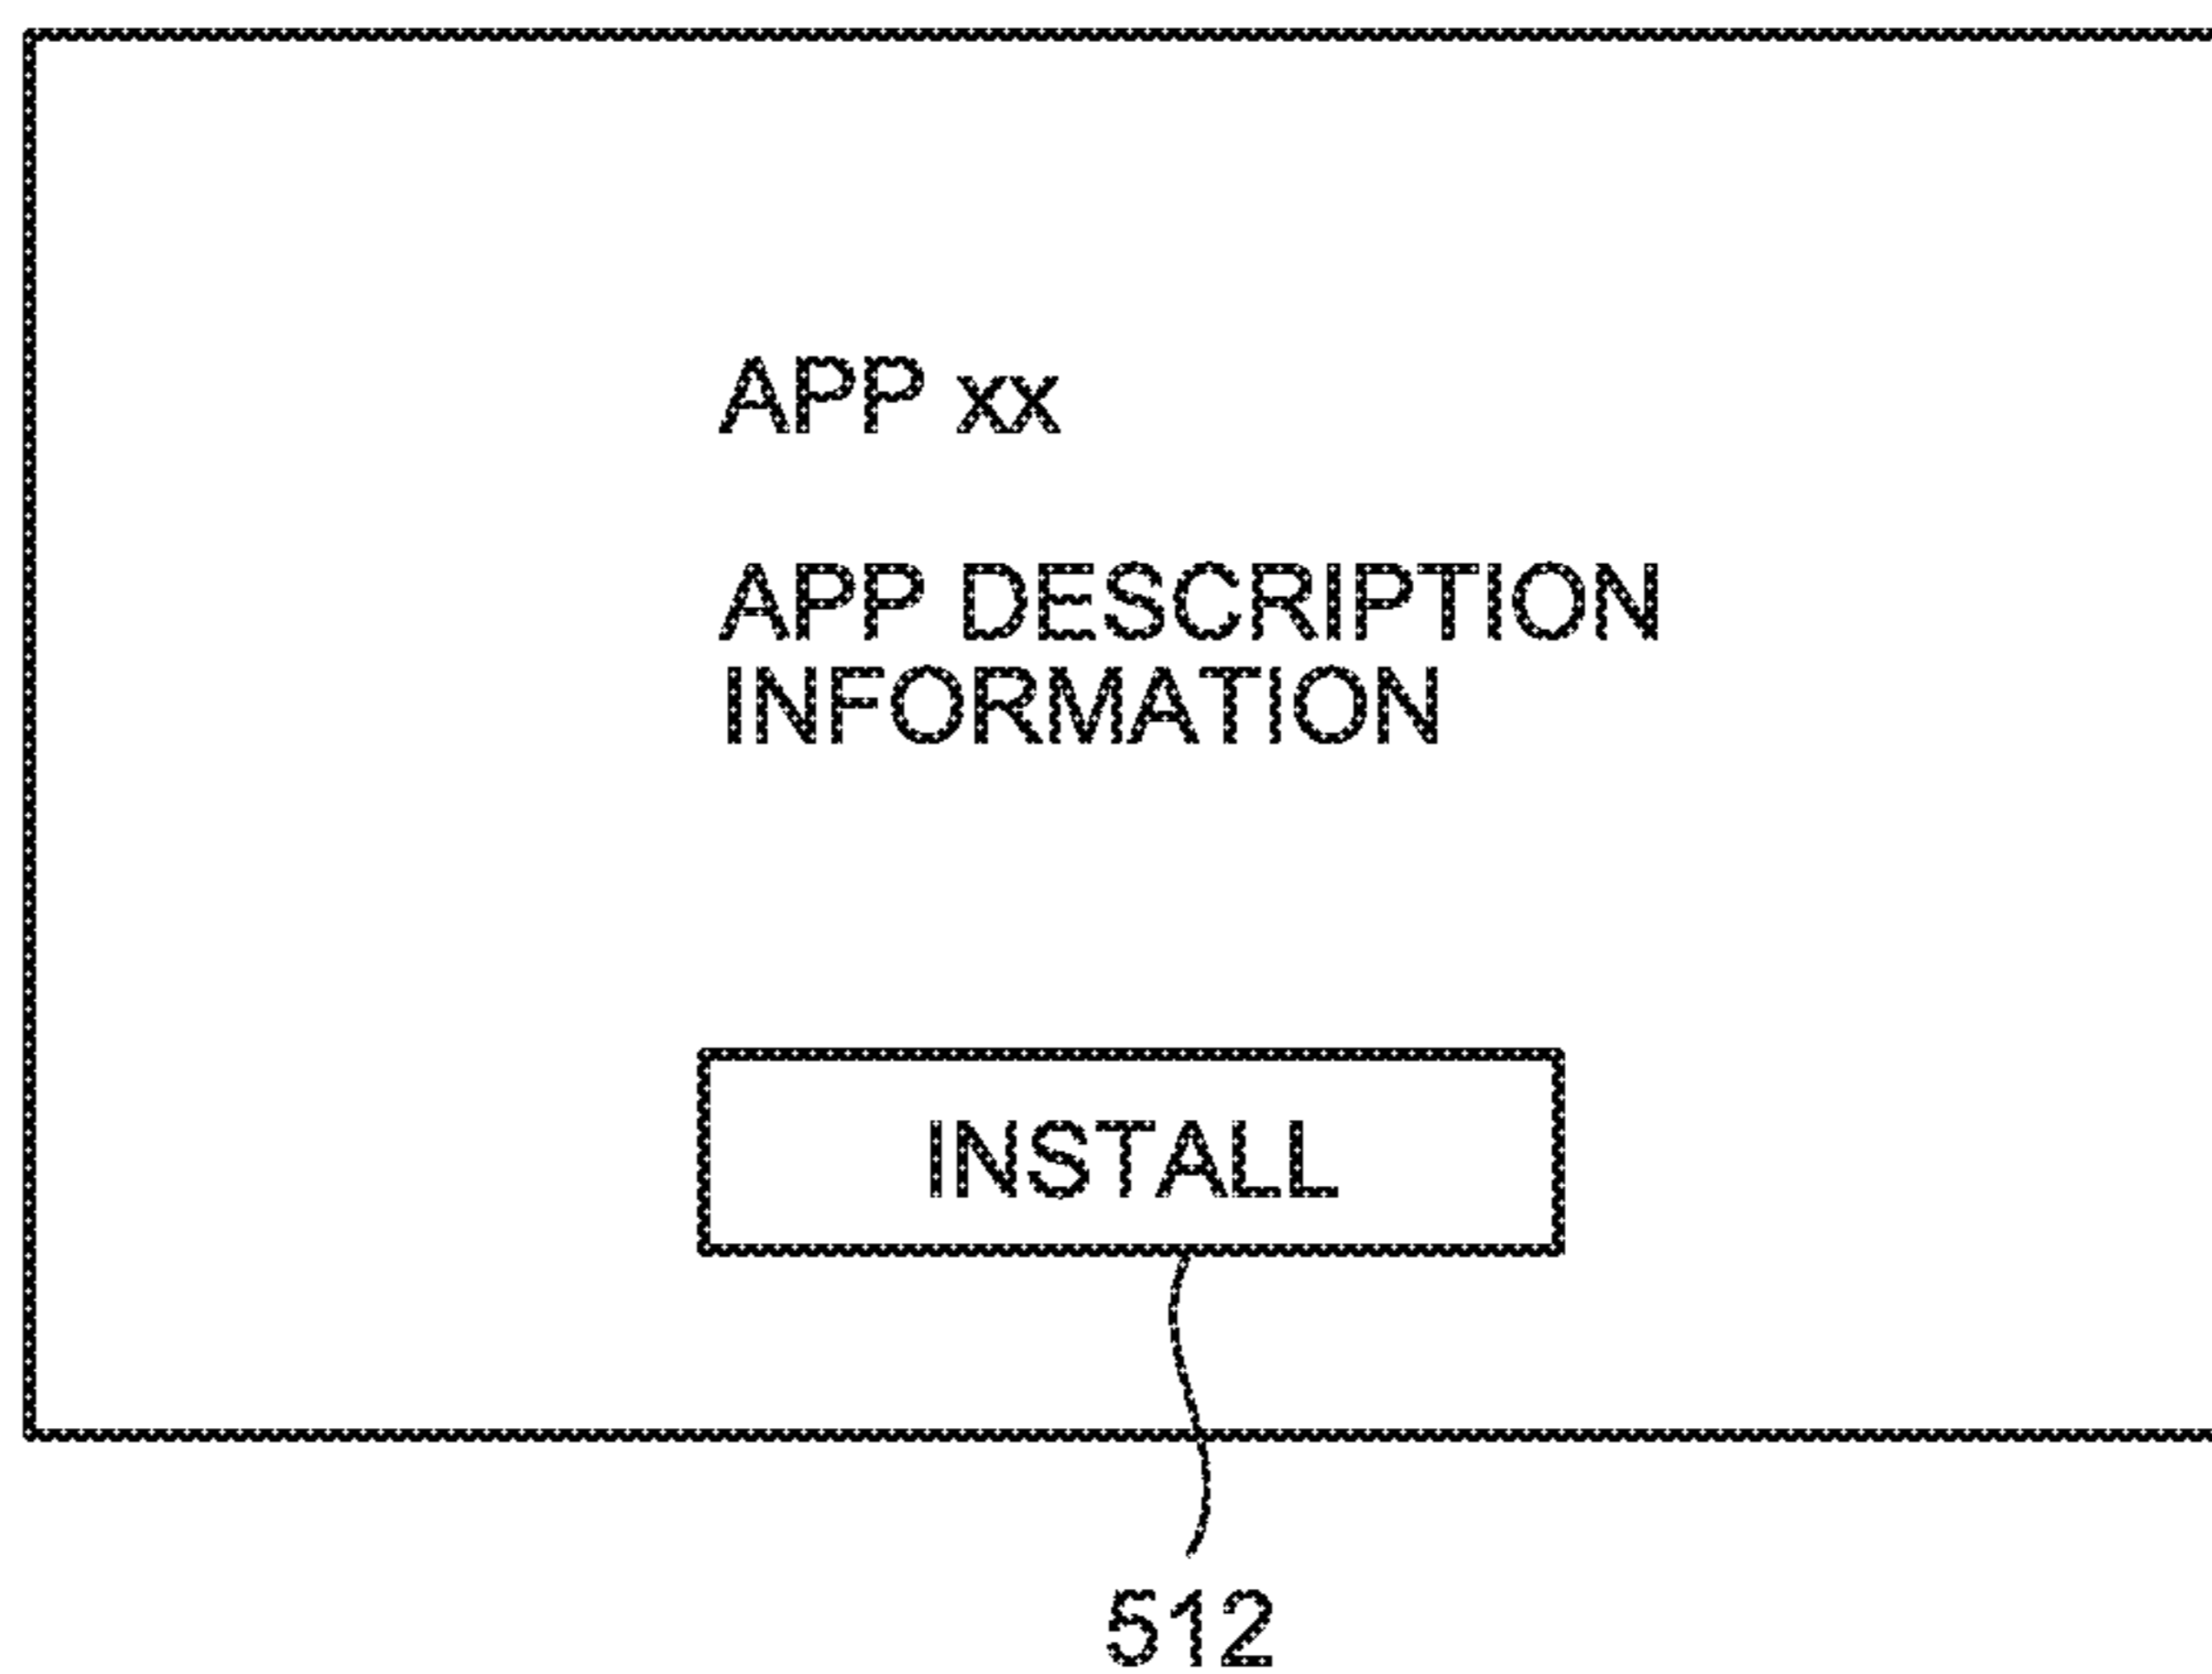 APP xx
APP DESCRIPTION
INFORMATION
INSTALL
512